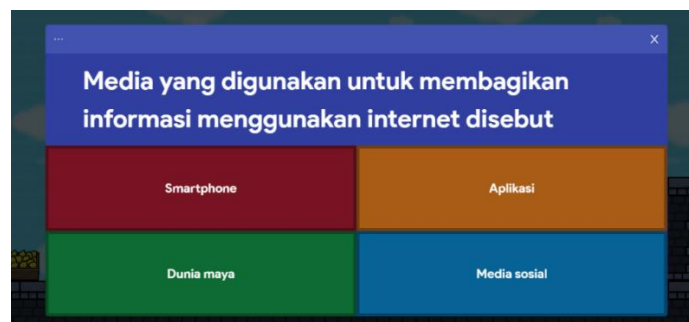 ...
X
Media yang digunakan untuk membagikan
informasi menggunakan internet disebut
Smartphone
Aplikasi
Dunia maya
Media sosial